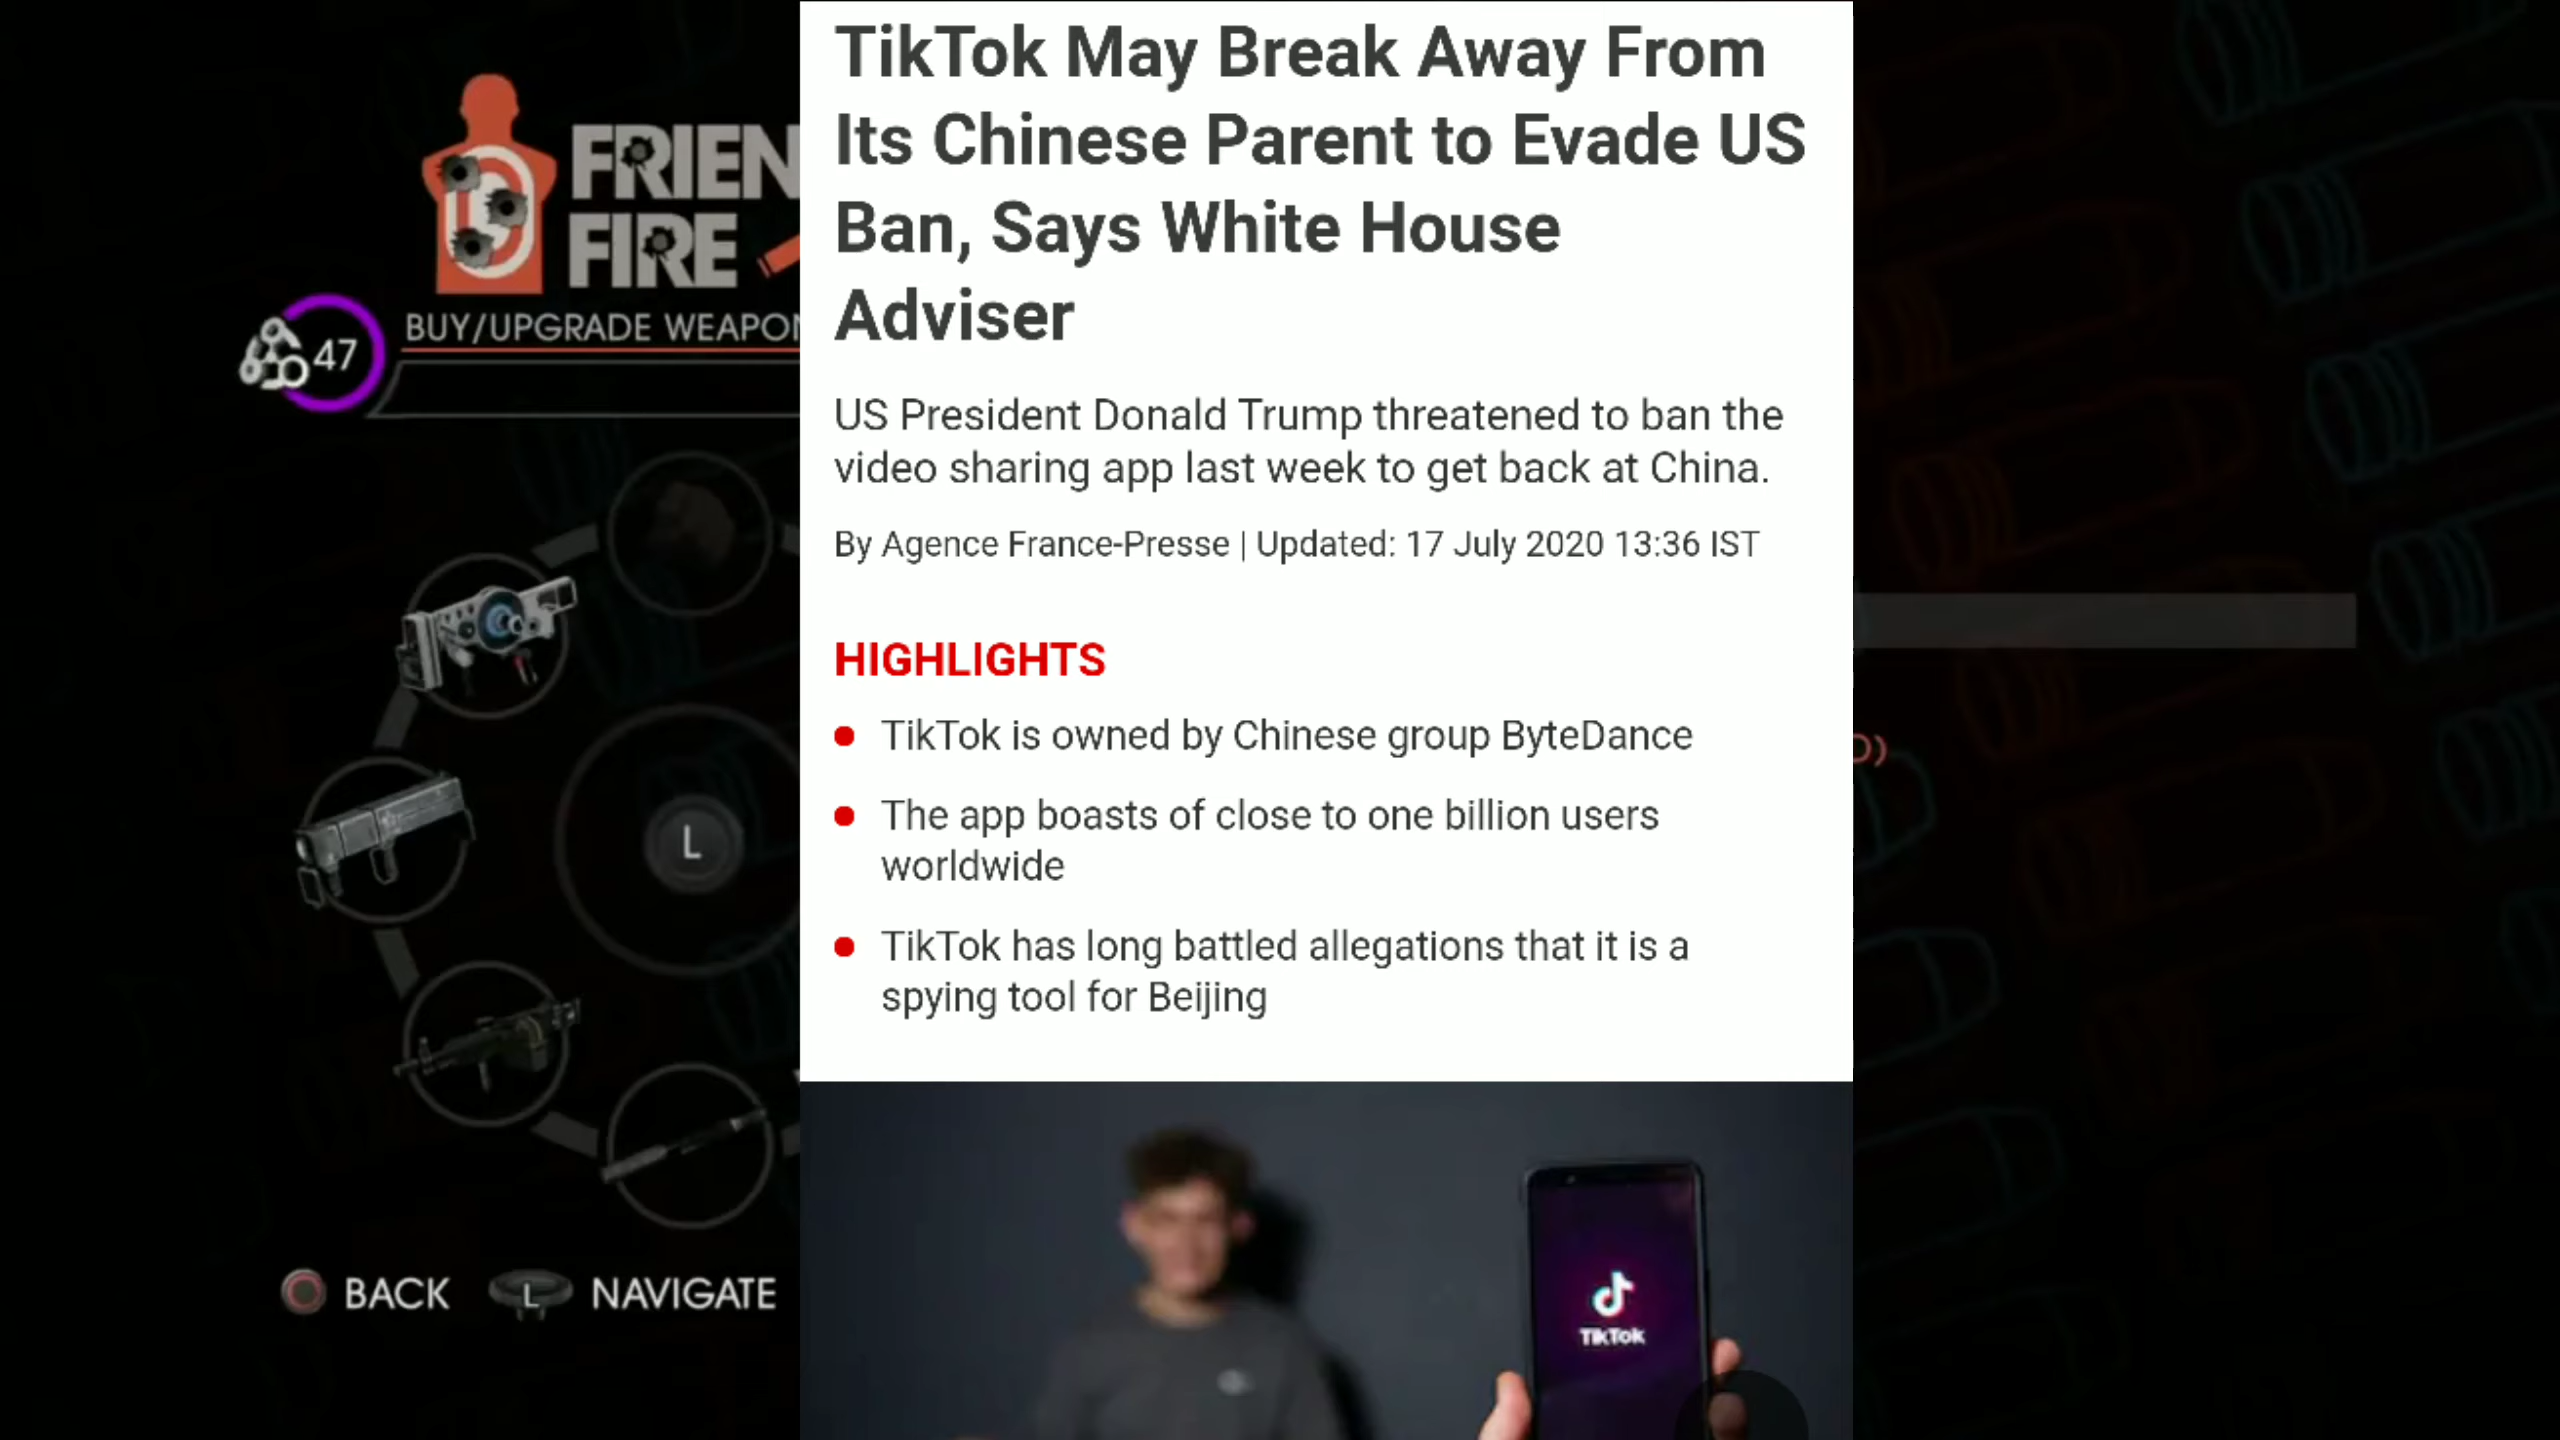 FRIEN
FIRE
47
BUY/UPGRADE WEAPON
L
BACK
L
NAVIGATE
TikTok May Break Away From
Its Chinese Parent to Evade US
Ban, Says White House
Adviser
US President Donald Trump threatened to ban the
video sharing app last week to get back at China.
By Agence France-Presse | Updated: 17 July 2020 13:36 IST
HIGHLIGHTS
TikTok is owned by Chinese group ByteDance
The app boasts of close to one billion users
worldwide
TikTok has long battled allegations that it is a
spying tool for Beijing
TikTok